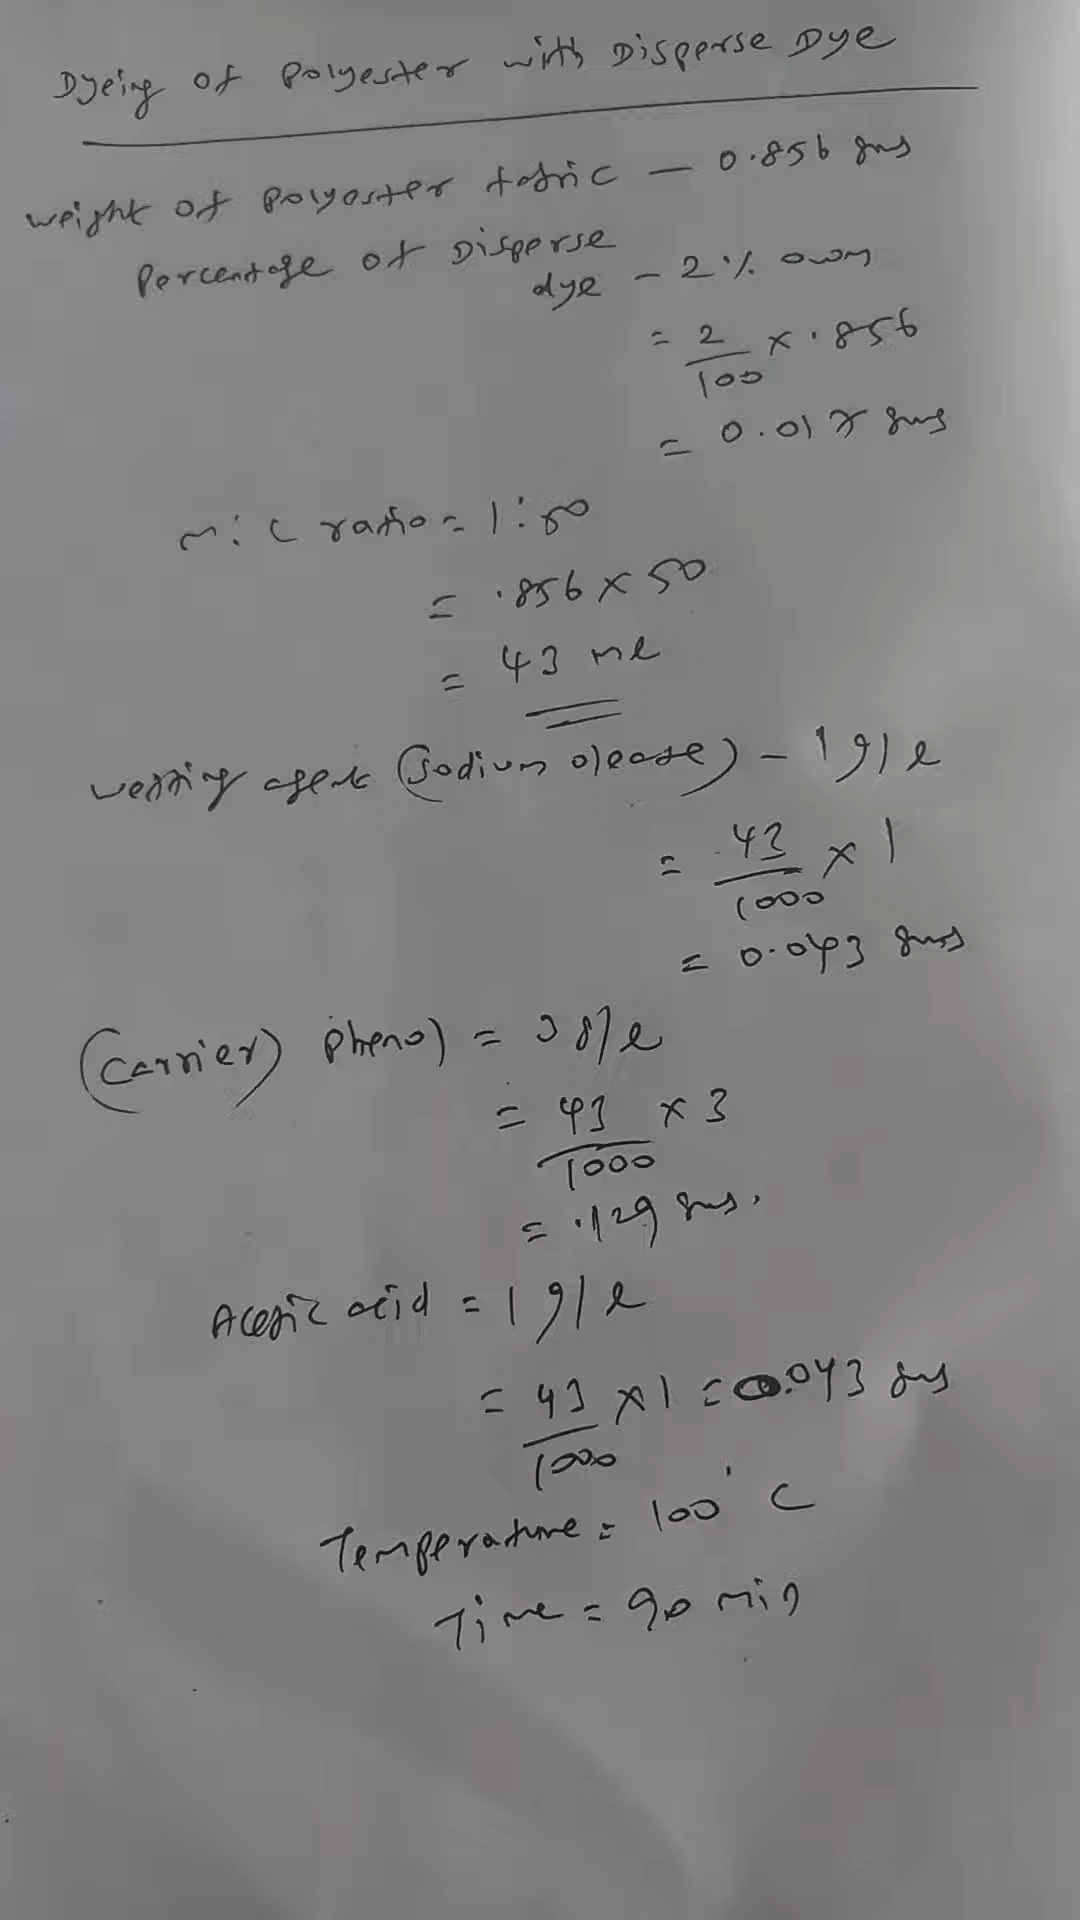 Dyeing of Polyester with Disperse Dye
Weight of Polyester fabric — 0.856 gms
Percentage of Disperse
dye - 2% owm
= 2/100 x .856
= 0.017 gms
M:L ratio = 1:50
= .856 x 50
= 43 ml
Wetting agent (Sodium oleate) - 1 g/l
= 43/1000 x 1
= 0.043 gms
(Carrier) Phenol = 3 g/l
= 43/1000 x 3
= .129 gms.
Acetic acid = 1 g/l
= 43/1000 x 1 = 0.043 gms
Temperature = 100°C
Time = 90 min